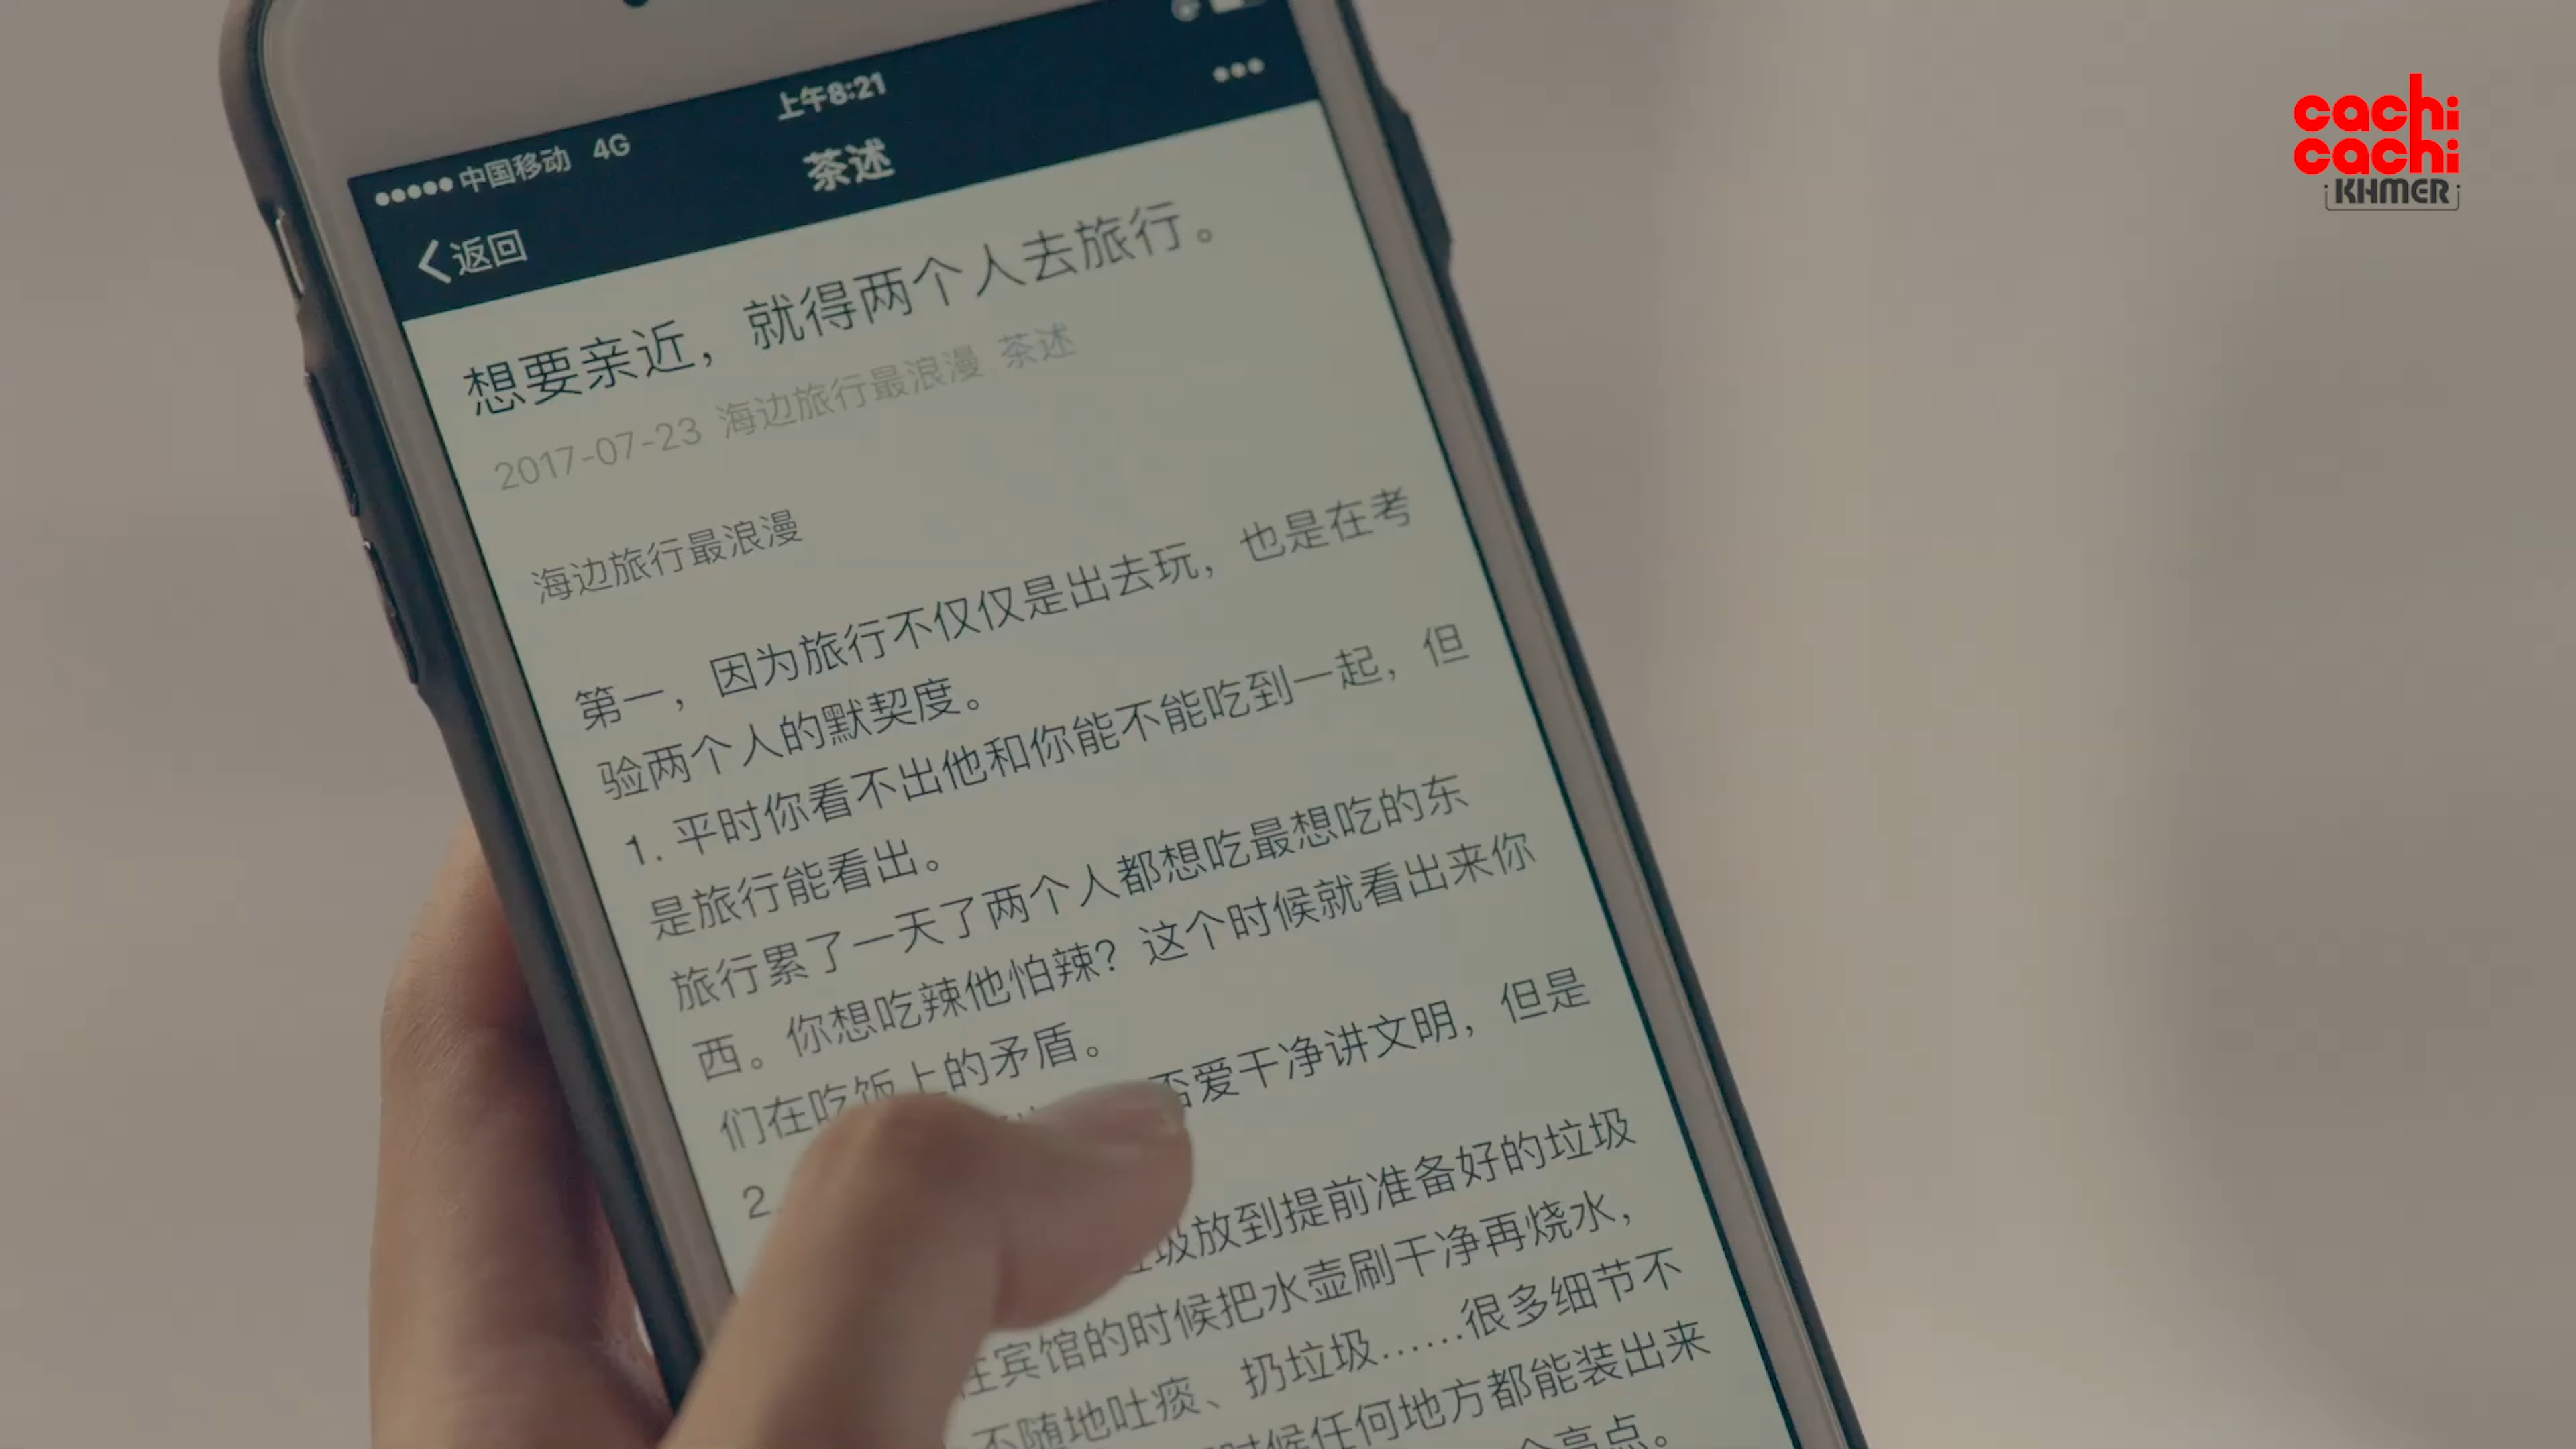 cachi
cachi
KHMER
中国移动 4G 上午8:21
返回 茶述
想要亲近，就得两个人去旅行。
2017-07-23 海边旅行最浪漫 茶述
海边旅行最浪漫
第一，因为旅行不仅仅是出去玩，也是在考
验两个人的默契度。
1. 平时你看不出他和你能不能吃到一起，但
是旅行能看出。
旅行累了一天了两个人都想吃最想吃的东
西。你想吃辣他怕辣？这个时候就看出来你
们在吃饭上的矛盾。
2. 否爱干净讲文明，但是
圾放到提前准备好的垃圾
住宾馆的时候把水壶刷干净再烧水，
不随地吐痰、扔垃圾……很多细节不
时候任何地方都能装出来
个亮点。